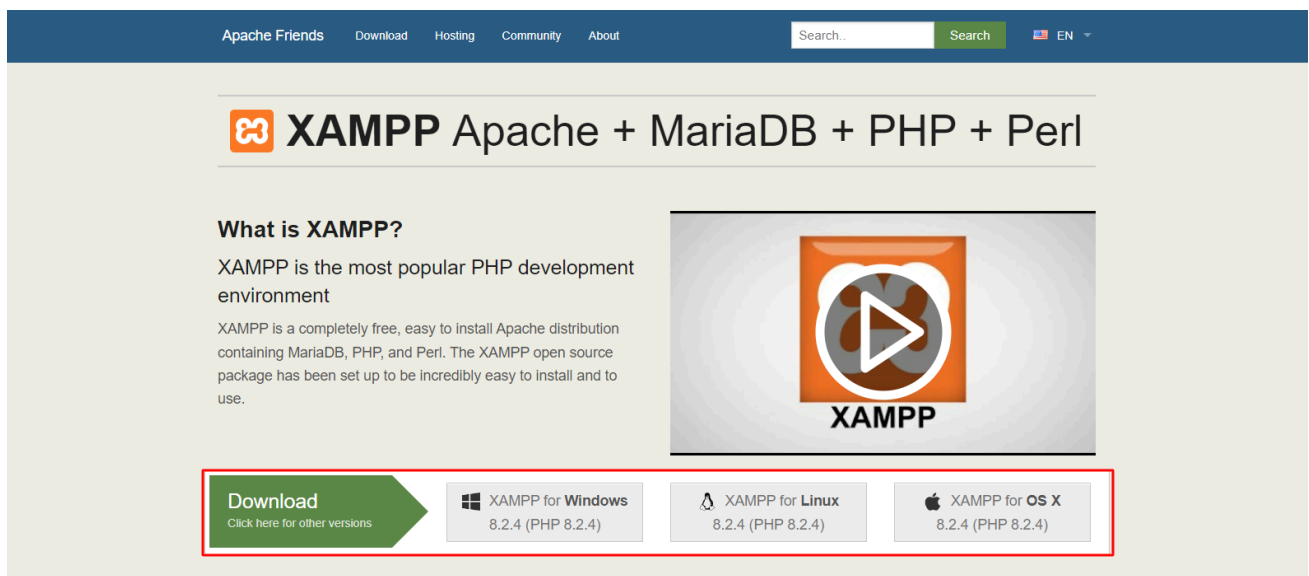 Apache Friends Download Hosting Community About Search.. Search EN
XAMPP Apache + MariaDB + PHP + Perl
What is XAMPP?
XAMPP is the most popular PHP development
environment
XAMPP is a completely free, easy to install Apache distribution
containing MariaDB, PHP, and Perl. The XAMPP open source
package has been set up to be incredibly easy to install and to
use.
XAMPP
Download
Click here for other versions
XAMPP for Windows
8.2.4 (PHP 8.2.4)
XAMPP for Linux
8.2.4 (PHP 8.2.4)
XAMPP for OS X
8.2.4 (PHP 8.2.4)